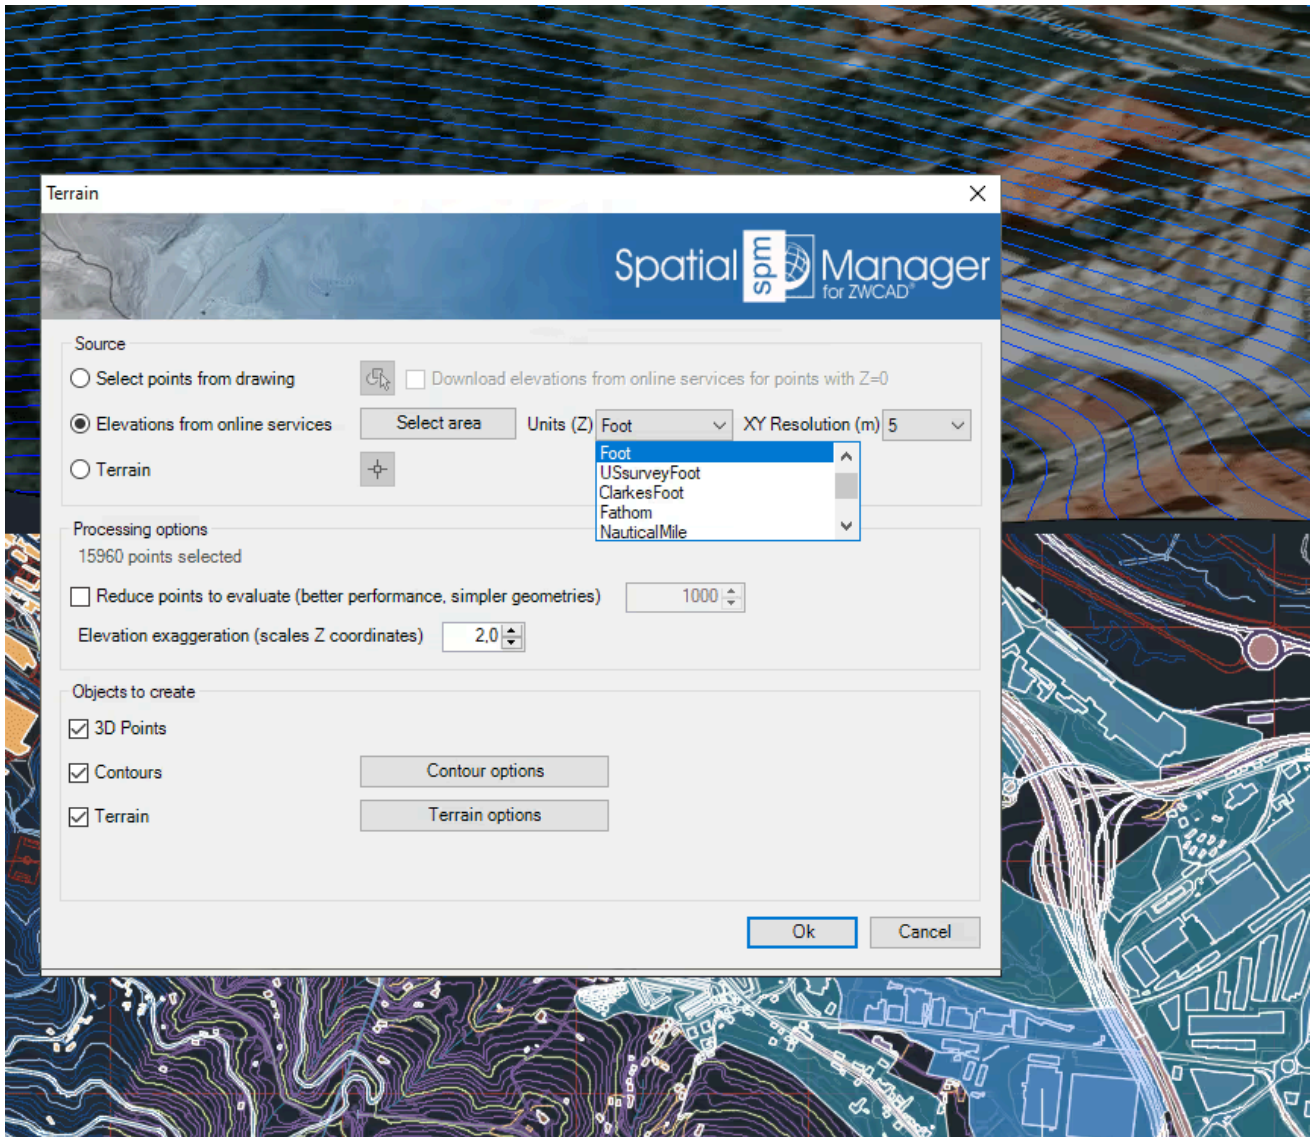 Terrain
Spatial spm Manager
for ZWCAD®
Source
Select points from drawing
Download elevations from online services for points with Z=0
Elevations from online services Select area Units (Z) Foot XY Resolution (m) 5
Foot
USsurveyFoot
Terrain
ClarkesFoot
Fathom
NauticalMile
Processing options
15960 points selected
Reduce points to evaluate (better performance, simpler geometries) 1000
Elevation exaggeration (scales Z coordinates) 2,0
Objects to create
3D Points
Contours Contour options
Terrain Terrain options
Ok Cancel